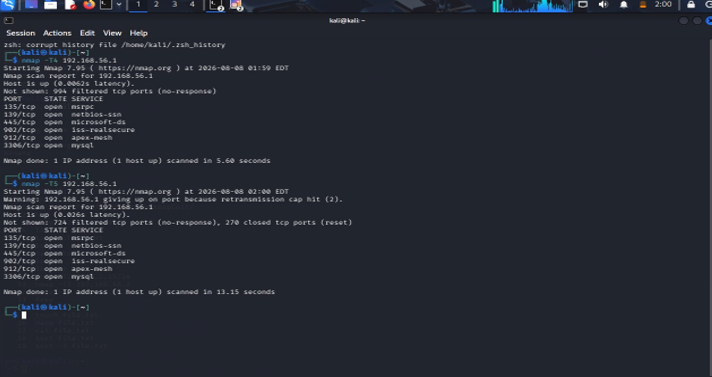 1 2 3 4
2:00
kali@kali: ~
Session Actions Edit View Help
zsh: corrupt history file /home/kali/.zsh_history
┌──(kali㉿kali)-[~]
└─$ nmap -T4 192.168.56.1
Starting Nmap 7.95 ( https://nmap.org ) at 2026-08-08 01:59 EDT
Nmap scan report for 192.168.56.1
Host is up (0.0062s latency).
Not shown: 994 filtered tcp ports (no-response)
PORT STATE SERVICE
135/tcp open msrpc
139/tcp open netbios-ssn
445/tcp open microsoft-ds
902/tcp open iss-realsecure
912/tcp open apex-mesh
3306/tcp open mysql
Nmap done: 1 IP address (1 host up) scanned in 5.60 seconds
┌──(kali㉿kali)-[~]
└─$ nmap -T5 192.168.56.1
Starting Nmap 7.95 ( https://nmap.org ) at 2026-08-08 02:00 EDT
Warning: 192.168.56.1 giving up on port because retransmission cap hit (2).
Nmap scan report for 192.168.56.1
Host is up (0.026s latency).
Not shown: 724 filtered tcp ports (no-response), 270 closed tcp ports (reset)
PORT STATE SERVICE
135/tcp open msrpc
139/tcp open netbios-ssn
445/tcp open microsoft-ds
902/tcp open iss-realsecure
912/tcp open apex-mesh
3306/tcp open mysql
Nmap done: 1 IP address (1 host up) scanned in 13.15 seconds
┌──(kali㉿kali)-[~]
└─$